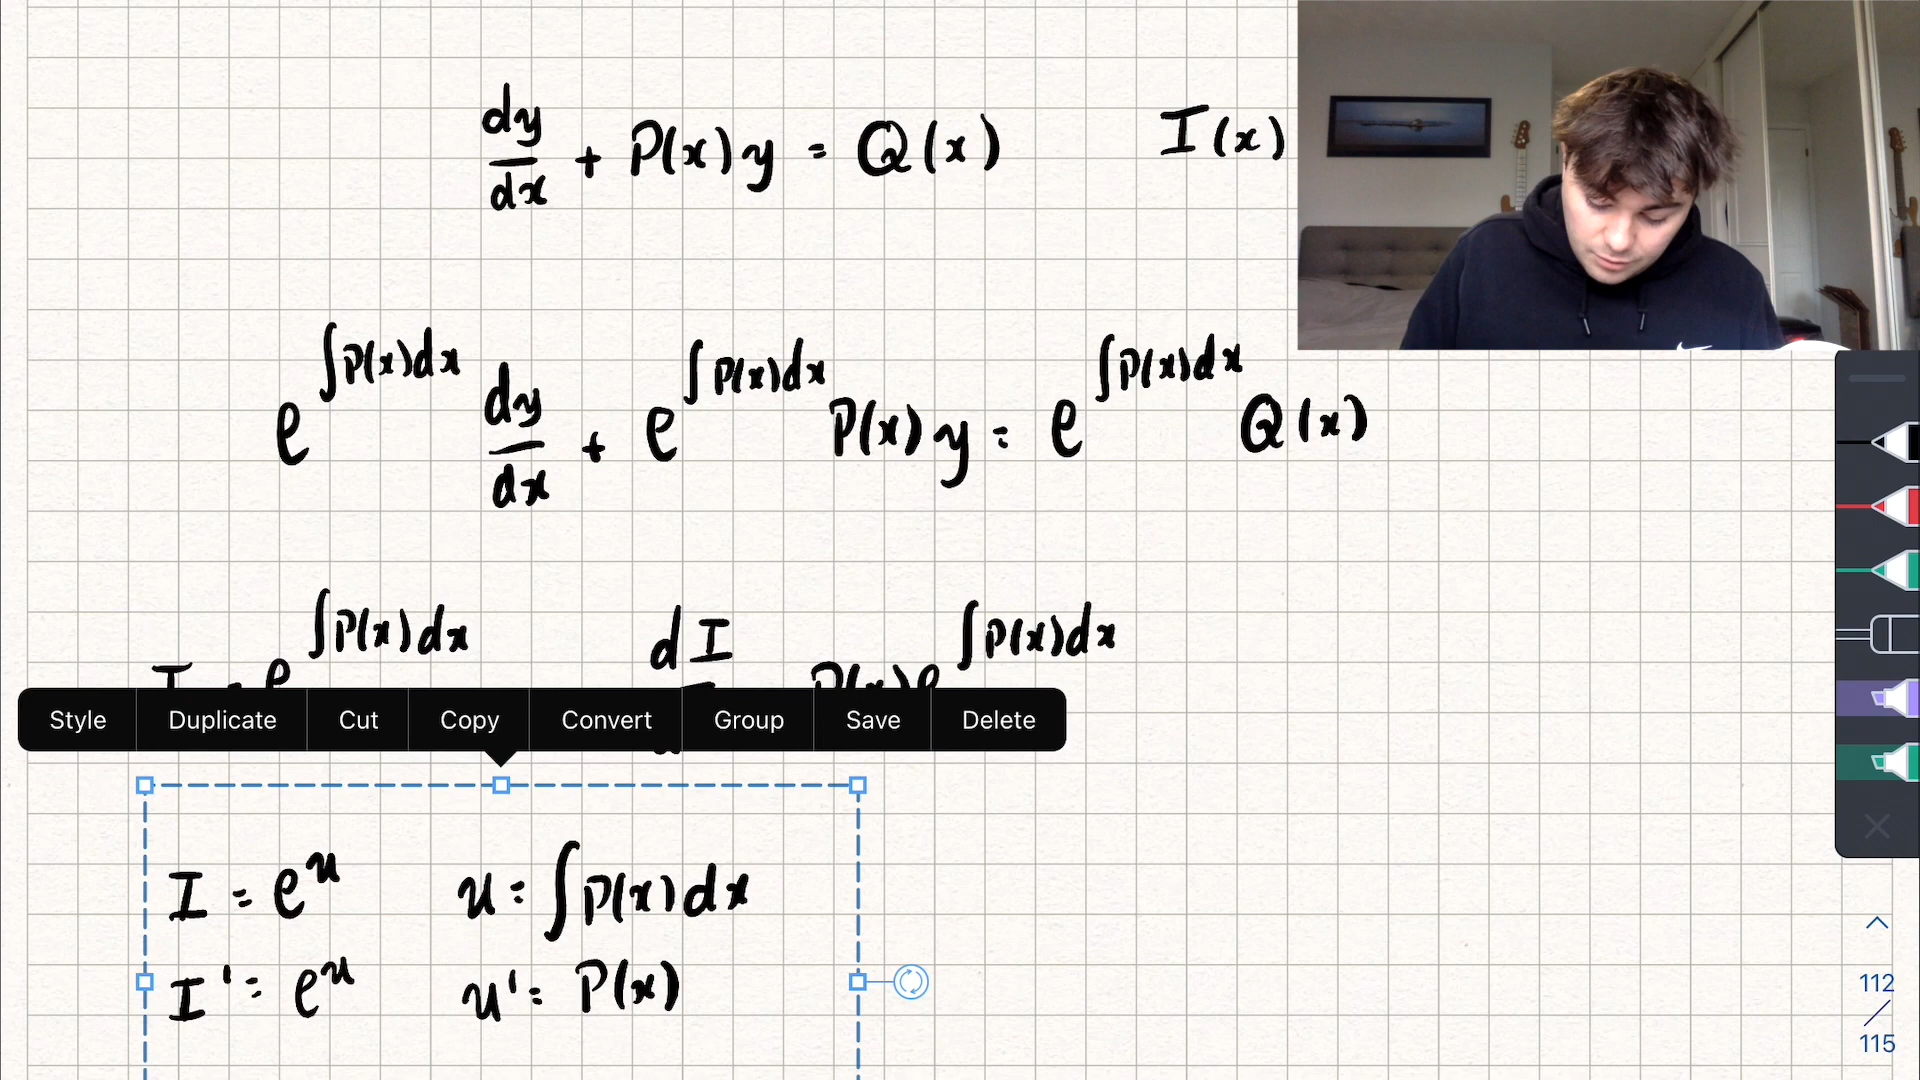 dy/dx + P(x)y = Q(x) I(x)
e^∫P(x)dx dy/dx + e^∫P(x)dx P(x)y = e^∫P(x)dx Q(x)
I = e^∫P(x)dx dI P(x)e^∫P(x)dx
Style Duplicate Cut Copy Convert Group Save Delete
I = e^u u = ∫P(x)dx
I' = e^u u' = P(x)
112
/
115